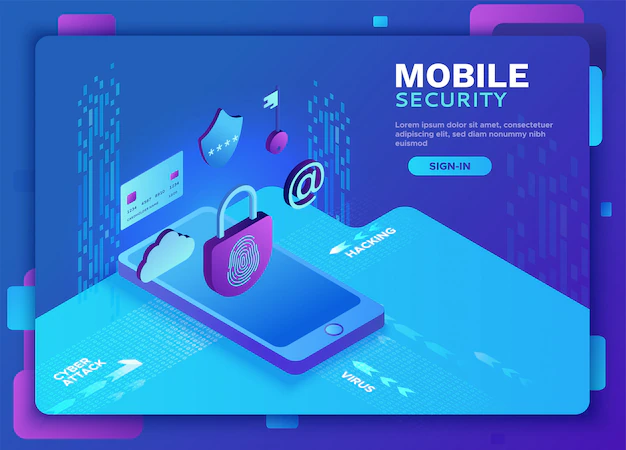 MOBILE
SECURITY
Lorem ipsum dolor sit amet, consectetuer
adipiscing elit, sed diam nonummy nibh
euismod
SIGN-IN
****
@
HACKING
CYBER
ATTACK
VIRUS